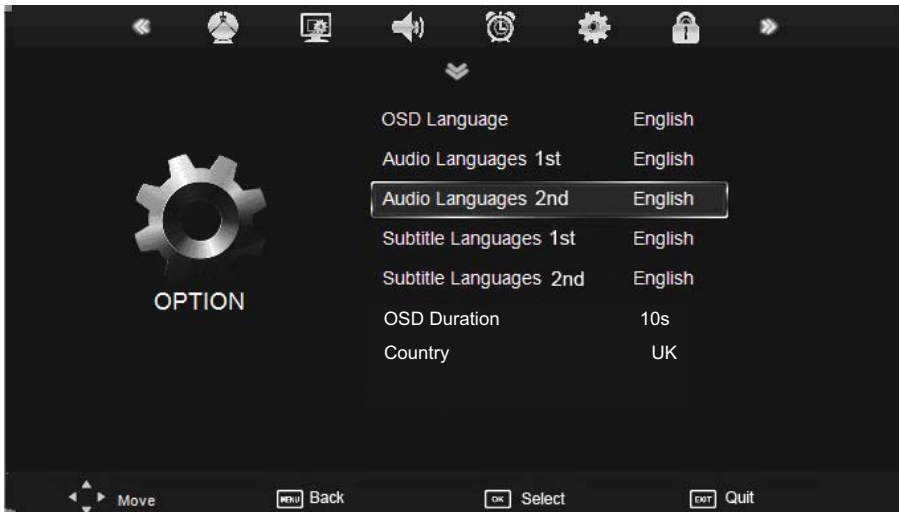 OSD Language English
Audio Languages 1st English
Audio Languages 2nd English
Subtitle Languages 1st English
Subtitle Languages 2nd English
OPTION
OSD Duration 10s
Country UK
Move MENU Back OK Select EXIT Quit